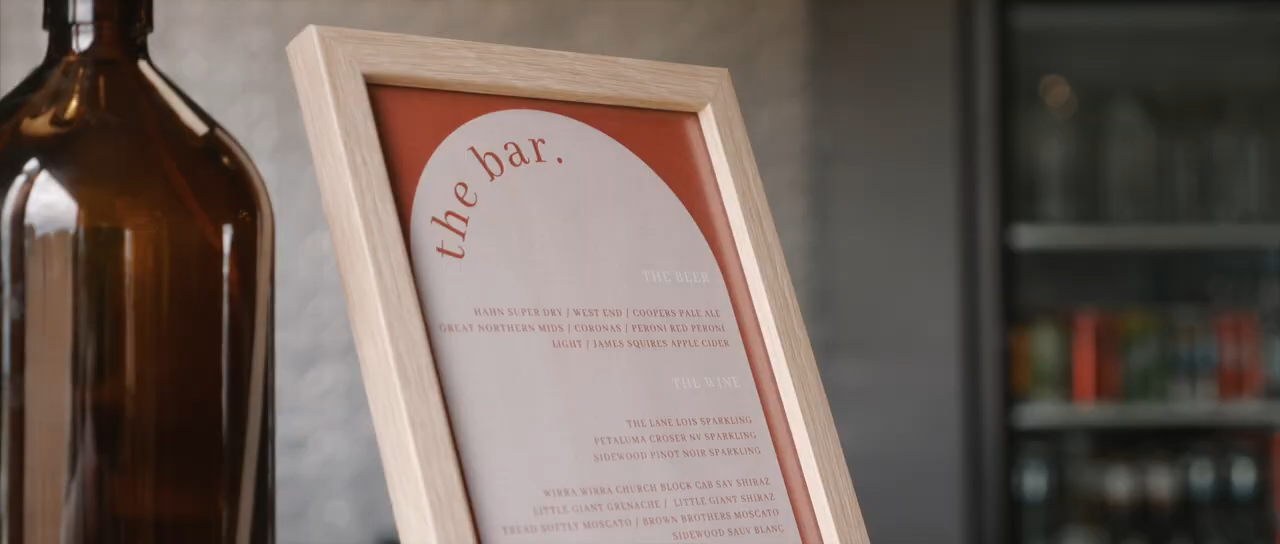 the bar.
THE BEER
HAHN SUPER DRY / WEST END / COOPERS PALE ALE
GREAT NORTHERN MIDS / CORONAS / PERONI RED PERONI
LIGHT / JAMES SQUIRES APPLE CIDER
THE WINE
THE LANE LOIS SPARKLING
PETALUMA CROSER NV SPARKLING
SIDEWOOD PINOT NOIR SPARKLING
WIRRA WIRRA CHURCH BLOCK CAB SAV SHIRAZ
LITTLE GIANT GRENACHE / LITTLE GIANT SHIRAZ
TREAD SOFTLY MOSCATO / BROWN BROTHERS MOSCATO
SIDEWOOD SAUV BLANC